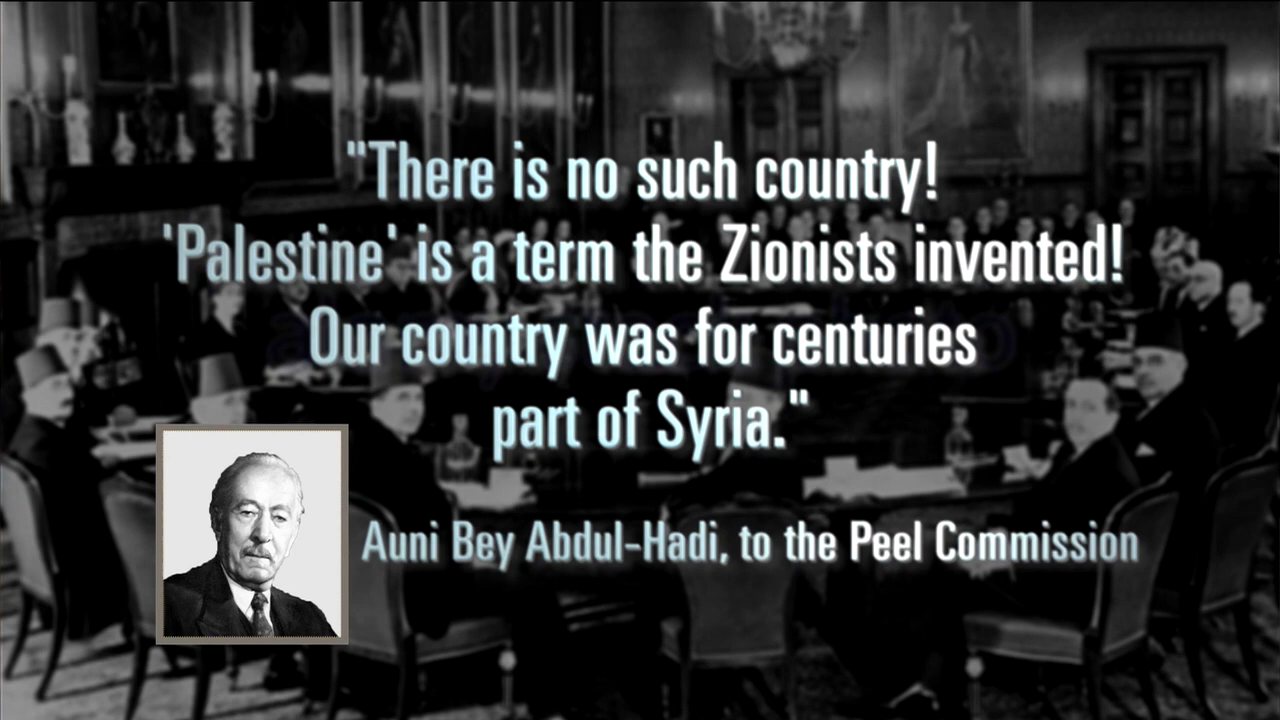 "There is no such country!
'Palestine' is a term the Zionists invented!
Our country was for centuries
part of Syria."
Auni Bey Abdul-Hadi, to the Peel Commission